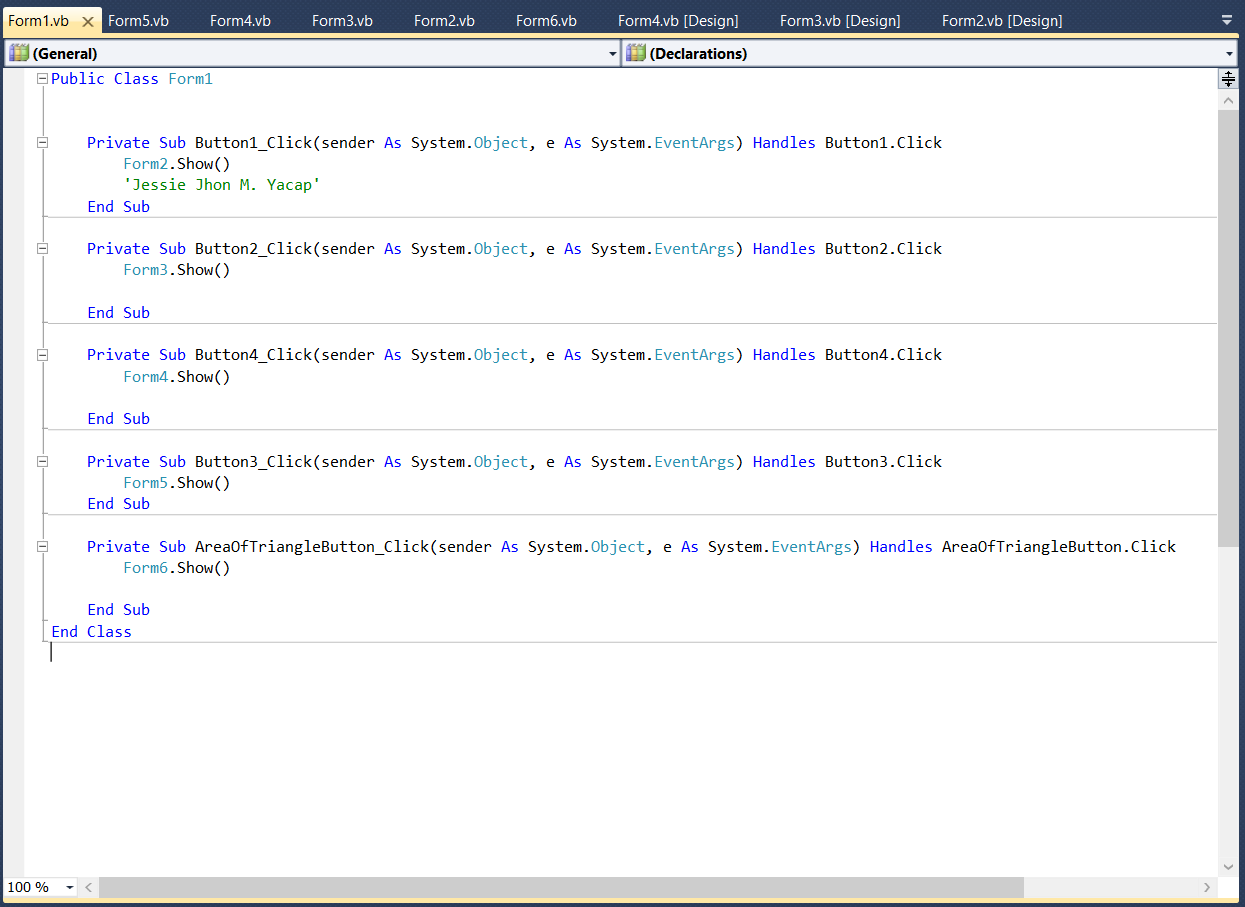 Form1.vb Form5.vb Form4.vb Form3.vb Form2.vb Form6.vb Form4.vb [Design] Form3.vb [Design] Form2.vb [Design]
(General) (Declarations)
Public Class Form1
Private Sub Button1_Click(sender As System.Object, e As System.EventArgs) Handles Button1.Click
Form2.Show()
'Jessie Jhon M. Yacap'
End Sub
Private Sub Button2_Click(sender As System.Object, e As System.EventArgs) Handles Button2.Click
Form3.Show()
End Sub
Private Sub Button4_Click(sender As System.Object, e As System.EventArgs) Handles Button4.Click
Form4.Show()
End Sub
Private Sub Button3_Click(sender As System.Object, e As System.EventArgs) Handles Button3.Click
Form5.Show()
End Sub
Private Sub AreaOfTriangleButton_Click(sender As System.Object, e As System.EventArgs) Handles AreaOfTriangleButton.Click
Form6.Show()
End Sub
End Class
100 %